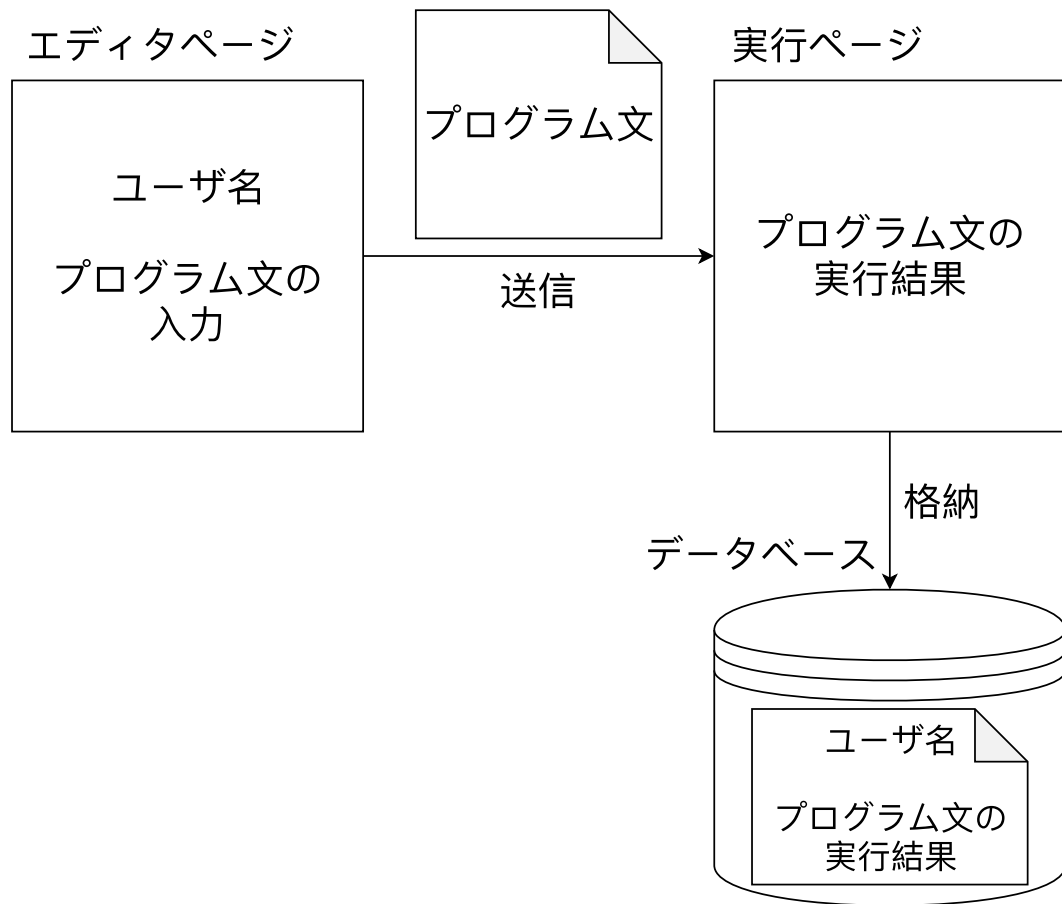 エディタページ
ユーザ名
プログラム文の
入力
プログラム文
送信
実行ページ
プログラム文の
実行結果
格納
データベース
ユーザ名
プログラム文の
実行結果